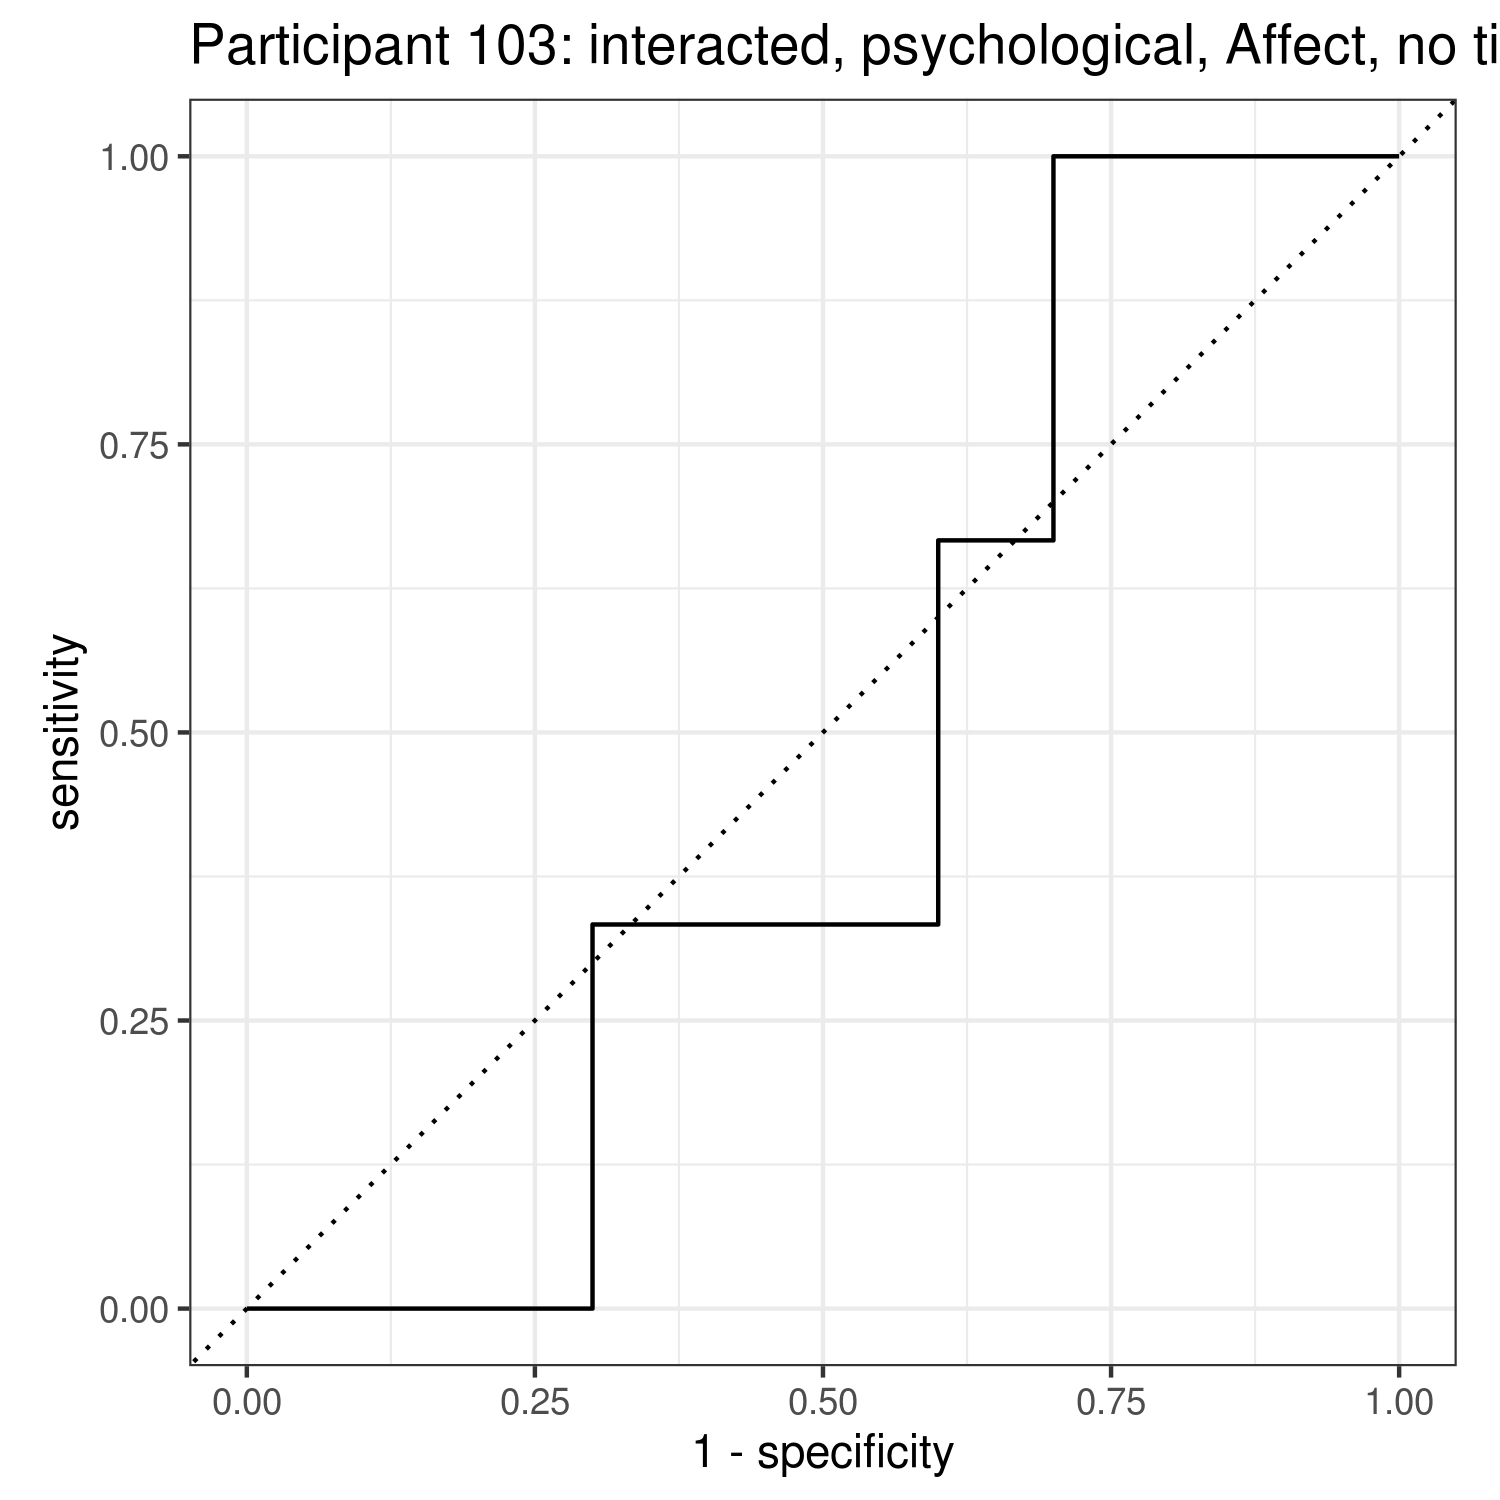 Participant 103: interacted, psychological, Affect, no ti
1.00
0.75
0.50
0.25
0.00
sensitivity
0.00 0.25 0.50 0.75 1.00
1 - specificity